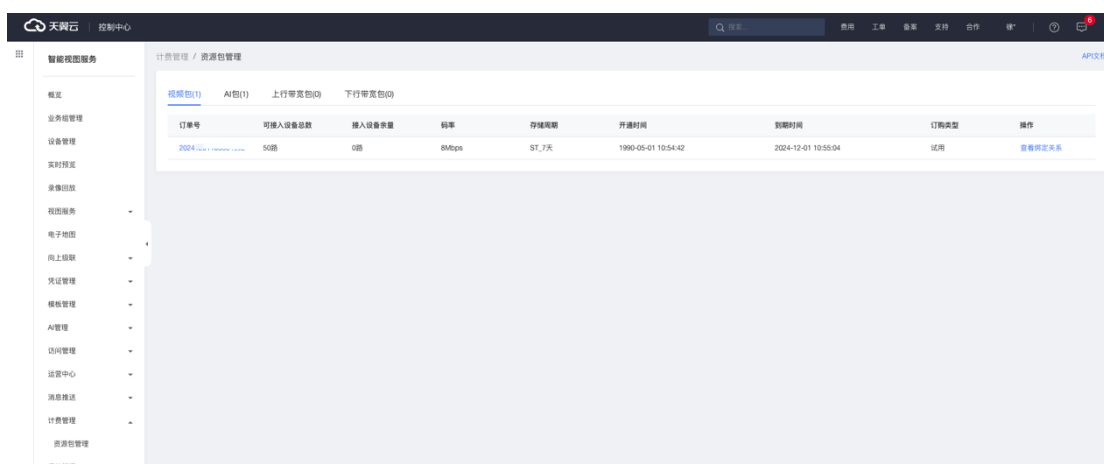 天翼云 控制中心 搜索... 费用 工单 备案 支持 合作 6
智能视图服务 计费管理 / 资源包管理 API文档
概览 视频包(1) AI包(1) 上行带宽包(0) 下行带宽包(0)
业务组管理
订单号 可接入设备总数 接入设备余量 码率 存储周期 开通时间 到期时间 订购类型 操作
设备管理
2024 50路 0路 8Mbps ST_7天 1990-05-01 10:54:42 2024-12-01 10:55:04 试用 查看绑定关系
实时预览
录像回放
视图服务
电子地图
向上级联
凭证管理
模板管理
AI管理
访问管理
运营中心
消息推送
计费管理
资源包管理